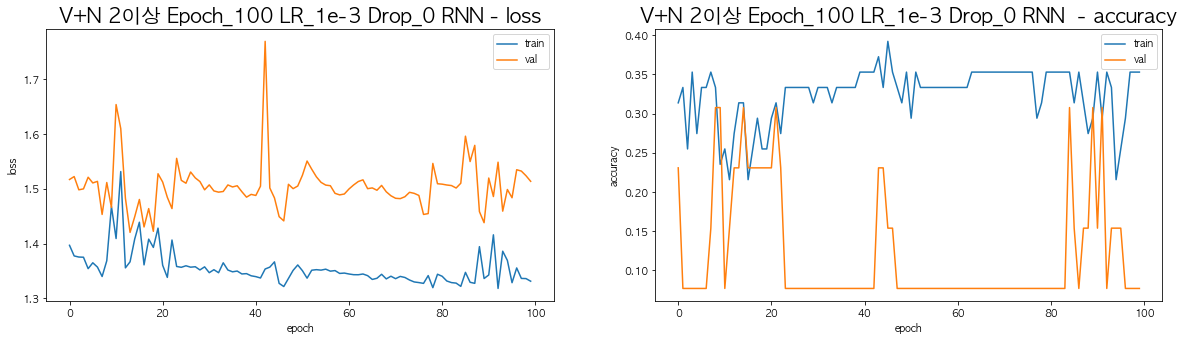 V+N 2이상 Epoch_100 LR_1e-3 Drop_0 RNN - loss
train
val
1.7
1.6
1.5
1.4
1.3
loss
0
20
40
60
80
100
epoch
V+N 2이상 Epoch_100 LR_1e-3 Drop_0 RNN - accuracy
train
val
0.40
0.35
0.30
0.25
0.20
0.15
0.10
accuracy
0
20
40
60
80
100
epoch